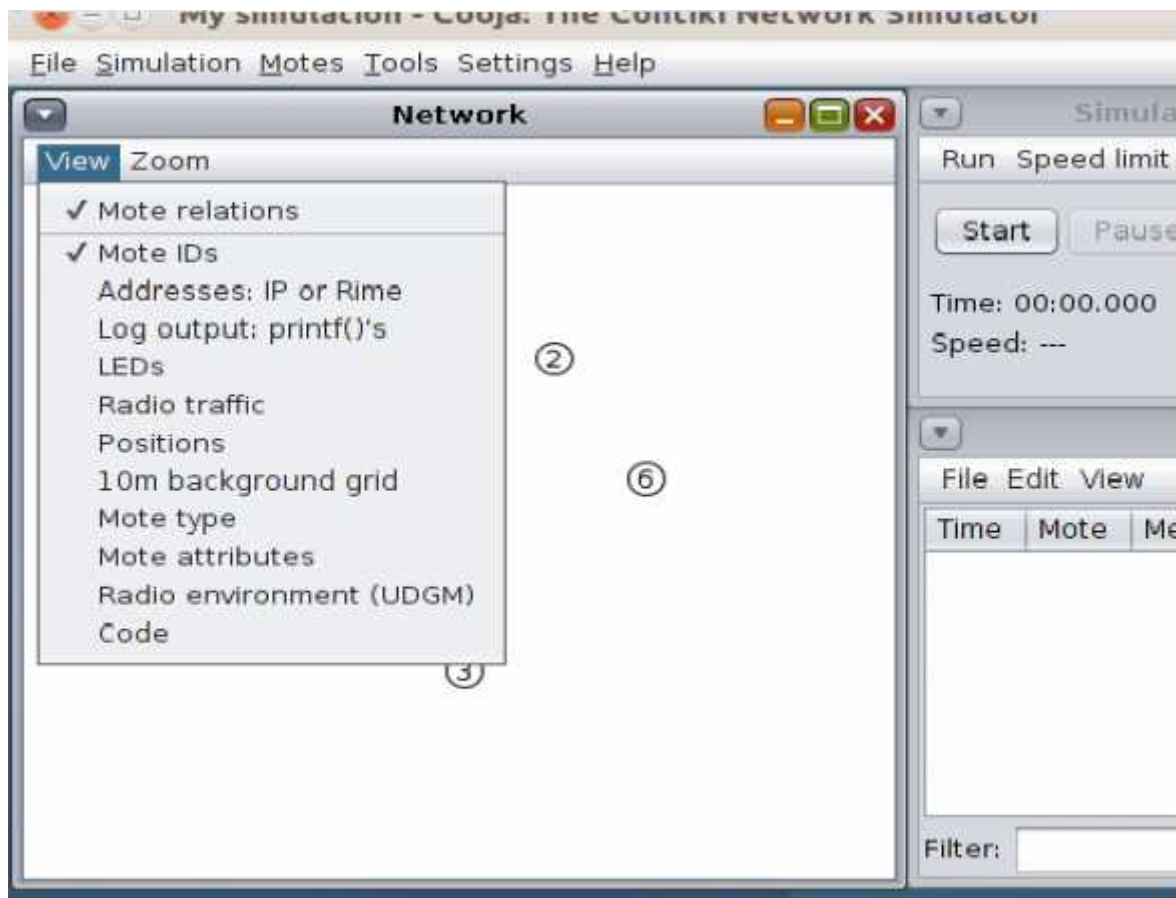 My simulation - Cooja: The Contiki Network Simulator
File Simulation Motes Tools Settings Help
Network
View Zoom
✓ Mote relations
✓ Mote IDs
Addresses: IP or Rime
Log output: printf()'s
LEDs
Radio traffic
Positions
10m background grid
Mote type
Mote attributes
Radio environment (UDGM)
Code
2
6
3
Run Speed limit
Start Pause
Time: 00:00.000
Speed: ---
File Edit View
Time Mote
Filter: